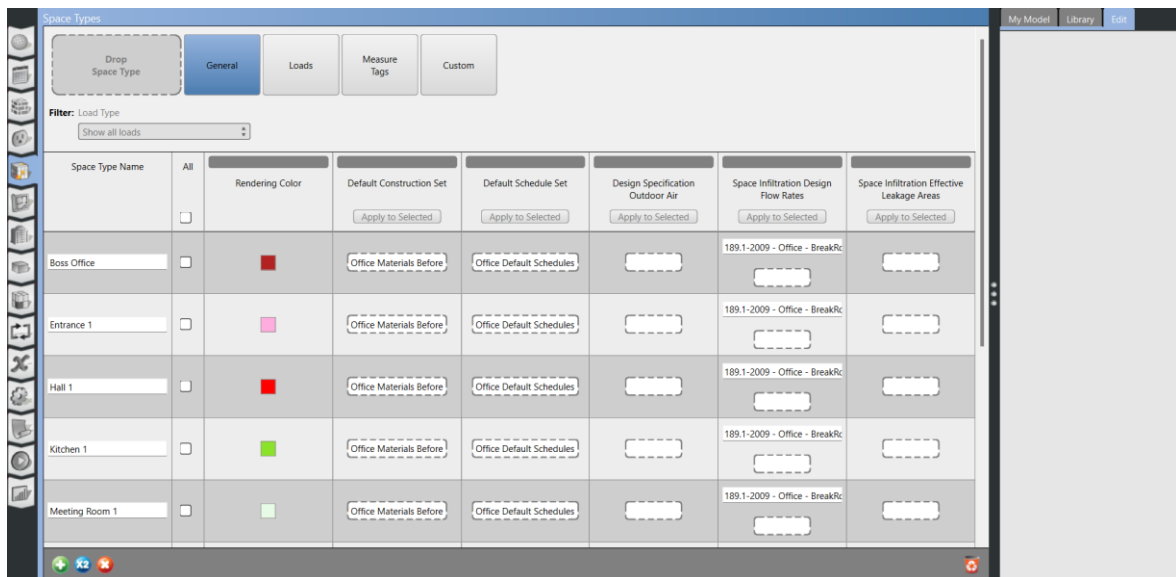 Space Types
My Model Library Edit
Drop
Space Type
General
Loads
Measure
Tags
Custom
Filter: Load Type
Show all loads
Space Type Name
All
Rendering Color
Default Construction Set
Default Schedule Set
Design Specification
Outdoor Air
Space Infiltration Design
Flow Rates
Space Infiltration Effective
Leakage Areas
Apply to Selected
Apply to Selected
Apply to Selected
Apply to Selected
Apply to Selected
Boss Office
Office Materials Before
Office Default Schedules
189.1-2009 - Office - BreakRo
Entrance 1
Office Materials Before
Office Default Schedules
189.1-2009 - Office - BreakRo
Hall 1
Office Materials Before
Office Default Schedules
189.1-2009 - Office - BreakRo
Kitchen 1
Office Materials Before
Office Default Schedules
189.1-2009 - Office - BreakRo
Meeting Room 1
Office Materials Before
Office Default Schedules
189.1-2009 - Office - BreakRo
X2